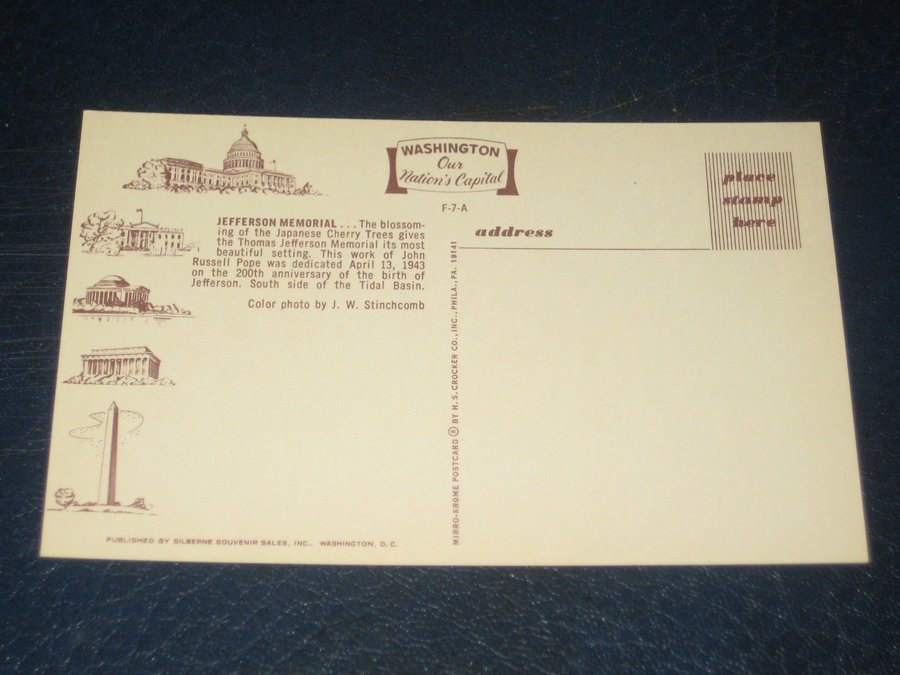 WASHINGTON
Our
Nation's Capital
F-7-A
place
stamp
here
address
JEFFERSON MEMORIAL... The blossom-
ing of the Japanese Cherry Trees gives
the Thomas Jefferson Memorial its most
beautiful setting. This work of John
Russell Pope was dedicated April 13, 1943
on the 200th anniversary of the birth of
Jefferson. South side of the Tidal Basin.
Color photo by J. W. Stinchcomb
MIRRO-KROME POSTCARD ® BY H. S. CROCKER CO., INC., PHILA., PA. 19141
PUBLISHED BY SILBERNE SOUVENIR SALES, INC., WASHINGTON, D. C.